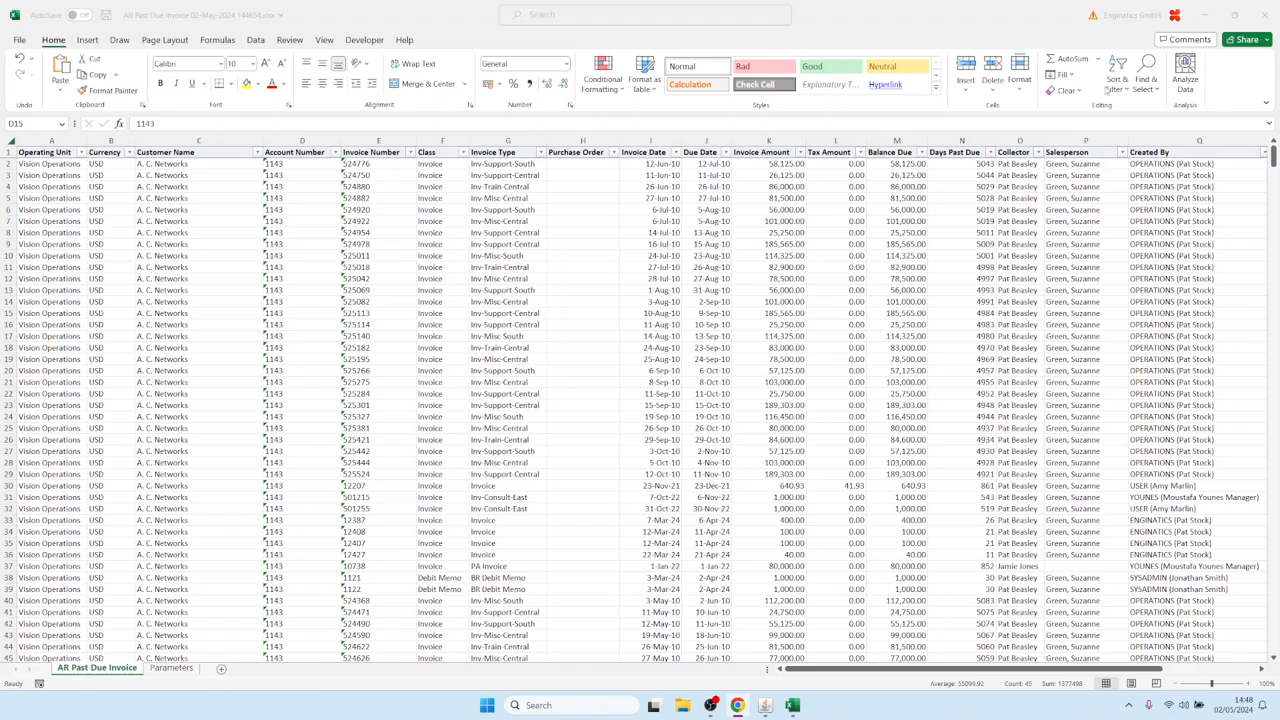 AutoSave Off AR Past Due Invoice 02-May-2024 144654.xlsx Search Enginatics GmbH
File Home Insert Draw Page Layout Formulas Data Review View Developer Help Comments Share
Cut Calibri 10 Wrap Text General Normal Bad Good Neutral AutoSum
Paste Copy Format Painter Merge & Center Conditional Formatting Format as Table Calculation Check Cell Explanatory T... Hyperlink Insert Delete Format Fill Clear Sort & Filter Find & Select Analyze Data
Undo Clipboard Font Alignment Number Styles Cells Editing Analysis
D15 fx 1143
A B C D E F G H I J K L M N O P Q
1 Operating Unit Currency Customer Name Account Number Invoice Number Class Invoice Type Purchase Order Invoice Date Due Date Invoice Amount Tax Amount Balance Due Days Past Due Collector Salesperson Created By
2 Vision Operations USD A. C. Networks 1143 524776 Invoice Inv-Support-South 12-Jun-10 12-Jul-10 58,125.00 0.00 58,125.00 5043 Pat Beasley Green, Suzanne OPERATIONS (Pat Stock)
3 Vision Operations USD A. C. Networks 1143 524756 Invoice Inv-Support-Central 11-Jun-10 11-Jul-10 26,125.00 0.00 26,125.00 5044 Pat Beasley Green, Suzanne OPERATIONS (Pat Stock)
4 Vision Operations USD A. C. Networks 1143 524880 Invoice Inv-Train-Central 26-Jun-10 26-Jul-10 86,000.00 0.00 86,000.00 5029 Pat Beasley Green, Suzanne OPERATIONS (Pat Stock)
5 Vision Operations USD A. C. Networks 1143 524882 Invoice Inv-Misc-Central 27-Jun-10 27-Jul-10 81,500.00 0.00 81,500.00 5028 Pat Beasley Green, Suzanne OPERATIONS (Pat Stock)
6 Vision Operations USD A. C. Networks 1143 524920 Invoice Inv-Support-South 6-Jul-10 5-Aug-10 56,000.00 0.00 56,000.00 5019 Pat Beasley Green, Suzanne OPERATIONS (Pat Stock)
7 Vision Operations USD A. C. Networks 1143 524922 Invoice Inv-Misc-Central 6-Jul-10 5-Aug-10 101,000.00 0.00 101,000.00 5019 Pat Beasley Green, Suzanne OPERATIONS (Pat Stock)
8 Vision Operations USD A. C. Networks 1143 524954 Invoice Inv-Support-Central 14-Jul-10 13-Aug-10 25,250.00 0.00 25,250.00 5011 Pat Beasley Green, Suzanne OPERATIONS (Pat Stock)
9 Vision Operations USD A. C. Networks 1143 524978 Invoice Inv-Support-Central 16-Jul-10 15-Aug-10 185,565.00 0.00 185,565.00 5009 Pat Beasley Green, Suzanne OPERATIONS (Pat Stock)
10 Vision Operations USD A. C. Networks 1143 525011 Invoice Inv-Misc-South 24-Jul-10 23-Aug-10 114,325.00 0.00 114,325.00 5001 Pat Beasley Green, Suzanne OPERATIONS (Pat Stock)
11 Vision Operations USD A. C. Networks 1143 525018 Invoice Inv-Train-Central 27-Jul-10 26-Aug-10 82,900.00 0.00 82,900.00 4998 Pat Beasley Green, Suzanne OPERATIONS (Pat Stock)
12 Vision Operations USD A. C. Networks 1143 525042 Invoice Inv-Misc-Central 28-Jul-10 27-Aug-10 78,500.00 0.00 78,500.00 4997 Pat Beasley Green, Suzanne OPERATIONS (Pat Stock)
13 Vision Operations USD A. C. Networks 1143 525069 Invoice Inv-Support-South 1-Aug-10 31-Aug-10 56,000.00 0.00 56,000.00 4993 Pat Beasley Green, Suzanne OPERATIONS (Pat Stock)
14 Vision Operations USD A. C. Networks 1143 525082 Invoice Inv-Misc-Central 3-Aug-10 2-Sep-10 101,000.00 0.00 101,000.00 4991 Pat Beasley Green, Suzanne OPERATIONS (Pat Stock)
15 Vision Operations USD A. C. Networks 1143 525113 Invoice Inv-Support-Central 10-Aug-10 9-Sep-10 185,565.00 0.00 185,565.00 4984 Pat Beasley Green, Suzanne OPERATIONS (Pat Stock)
16 Vision Operations USD A. C. Networks 1143 525114 Invoice Inv-Support-Central 11-Aug-10 10-Sep-10 25,250.00 0.00 25,250.00 4983 Pat Beasley Green, Suzanne OPERATIONS (Pat Stock)
17 Vision Operations USD A. C. Networks 1143 525140 Invoice Inv-Misc-South 14-Aug-10 13-Sep-10 114,325.00 0.00 114,325.00 4980 Pat Beasley Green, Suzanne OPERATIONS (Pat Stock)
18 Vision Operations USD A. C. Networks 1143 525182 Invoice Inv-Train-Central 24-Aug-10 23-Sep-10 83,000.00 0.00 83,000.00 4970 Pat Beasley Green, Suzanne OPERATIONS (Pat Stock)
19 Vision Operations USD A. C. Networks 1143 525195 Invoice Inv-Misc-Central 25-Aug-10 24-Sep-10 78,500.00 0.00 78,500.00 4969 Pat Beasley Green, Suzanne OPERATIONS (Pat Stock)
20 Vision Operations USD A. C. Networks 1143 525266 Invoice Inv-Support-South 6-Sep-10 6-Oct-10 57,125.00 0.00 57,125.00 4957 Pat Beasley Green, Suzanne OPERATIONS (Pat Stock)
21 Vision Operations USD A. C. Networks 1143 525275 Invoice Inv-Misc-Central 8-Sep-10 8-Oct-10 103,000.00 0.00 103,000.00 4955 Pat Beasley Green, Suzanne OPERATIONS (Pat Stock)
22 Vision Operations USD A. C. Networks 1143 525284 Invoice Inv-Support-Central 11-Sep-10 11-Oct-10 25,750.00 0.00 25,750.00 4952 Pat Beasley Green, Suzanne OPERATIONS (Pat Stock)
23 Vision Operations USD A. C. Networks 1143 525301 Invoice Inv-Support-Central 15-Sep-10 15-Oct-10 189,303.00 0.00 189,303.00 4948 Pat Beasley Green, Suzanne OPERATIONS (Pat Stock)
24 Vision Operations USD A. C. Networks 1143 525327 Invoice Inv-Misc-South 19-Sep-10 19-Oct-10 116,450.00 0.00 116,450.00 4944 Pat Beasley Green, Suzanne OPERATIONS (Pat Stock)
25 Vision Operations USD A. C. Networks 1143 525381 Invoice Inv-Misc-Central 26-Sep-10 26-Oct-10 80,000.00 0.00 80,000.00 4937 Pat Beasley Green, Suzanne OPERATIONS (Pat Stock)
26 Vision Operations USD A. C. Networks 1143 525421 Invoice Inv-Train-Central 29-Sep-10 29-Oct-10 84,600.00 0.00 84,600.00 4934 Pat Beasley Green, Suzanne OPERATIONS (Pat Stock)
27 Vision Operations USD A. C. Networks 1143 525442 Invoice Inv-Support-South 3-Oct-10 2-Nov-10 57,125.00 0.00 57,125.00 4930 Pat Beasley Green, Suzanne OPERATIONS (Pat Stock)
28 Vision Operations USD A. C. Networks 1143 525444 Invoice Inv-Misc-Central 5-Oct-10 4-Nov-10 103,000.00 0.00 103,000.00 4928 Pat Beasley Green, Suzanne OPERATIONS (Pat Stock)
29 Vision Operations USD A. C. Networks 1143 525524 Invoice Inv-Support-Central 12-Oct-10 11-Nov-10 189,303.00 0.00 189,303.00 4921 Pat Beasley Green, Suzanne OPERATIONS (Pat Stock)
30 Vision Operations USD A. C. Networks 1143 12207 Invoice Invoice 23-Nov-21 23-Dec-21 640.93 41.93 640.93 861 Pat Beasley Green, Suzanne USER (Amy Marlin)
31 Vision Operations USD A. C. Networks 1143 501215 Invoice Inv-Consult-East 7-Oct-22 6-Nov-22 1,000.00 0.00 1,000.00 543 Pat Beasley Green, Suzanne YOUNES (Moustafa Younes Manager)
32 Vision Operations USD A. C. Networks 1143 501255 Invoice Inv-Consult-East 31-Oct-22 30-Nov-22 1,000.00 0.00 1,000.00 519 Pat Beasley Green, Suzanne USER (Amy Marlin)
33 Vision Operations USD A. C. Networks 1143 12387 Invoice Invoice 7-Mar-24 6-Apr-24 400.00 0.00 400.00 26 Pat Beasley Green, Suzanne ENGINATICS (Pat Stock)
34 Vision Operations USD A. C. Networks 1143 12408 Invoice Invoice 12-Mar-24 11-Apr-24 100.00 0.00 100.00 21 Pat Beasley Green, Suzanne ENGINATICS (Pat Stock)
35 Vision Operations USD A. C. Networks 1143 12407 Invoice Invoice 12-Mar-24 11-Apr-24 100.00 0.00 100.00 21 Pat Beasley Green, Suzanne ENGINATICS (Pat Stock)
36 Vision Operations USD A. C. Networks 1143 12427 Invoice Invoice 22-Mar-24 21-Apr-24 40.00 0.00 40.00 11 Pat Beasley Green, Suzanne ENGINATICS (Pat Stock)
37 Vision Operations USD A. C. Networks 1143 10738 Invoice PA Invoice 1-Jan-22 1-Jan-22 80,000.00 0.00 80,000.00 852 Jamie Jones YOUNES (Moustafa Younes Manager)
38 Vision Operations USD A. C. Networks 1143 1121 Debit Memo BR Debit Memo 3-Mar-24 2-Apr-24 1,000.00 0.00 1,000.00 30 Pat Beasley Green, Suzanne SYSADMIN (Jonathan Smith)
39 Vision Operations USD A. C. Networks 1143 1122 Debit Memo BR Debit Memo 3-Mar-24 2-Apr-24 1,000.00 0.00 1,000.00 30 Pat Beasley Green, Suzanne SYSADMIN (Jonathan Smith)
40 Vision Operations USD A. C. Networks 1143 524368 Invoice Inv-Misc-South 3-May-10 2-Jun-10 112,200.00 0.00 112,200.00 5083 Pat Beasley Green, Suzanne OPERATIONS (Pat Stock)
41 Vision Operations USD A. C. Networks 1143 524471 Invoice Inv-Support-Central 11-May-10 10-Jun-10 24,750.00 0.00 24,750.00 5075 Pat Beasley Green, Suzanne OPERATIONS (Pat Stock)
42 Vision Operations USD A. C. Networks 1143 524490 Invoice Inv-Support-South 12-May-10 11-Jun-10 55,125.00 0.00 55,125.00 5074 Pat Beasley Green, Suzanne OPERATIONS (Pat Stock)
43 Vision Operations USD A. C. Networks 1143 524590 Invoice Inv-Misc-Central 19-May-10 18-Jun-10 99,000.00 0.00 99,000.00 5067 Pat Beasley Green, Suzanne OPERATIONS (Pat Stock)
44 Vision Operations USD A. C. Networks 1143 524622 Invoice Inv-Train-Central 26-May-10 25-Jun-10 81,400.00 0.00 81,400.00 5060 Pat Beasley Green, Suzanne OPERATIONS (Pat Stock)
45 Vision Operations USD A. C. Networks 1143 524626 Invoice Inv-Misc-Central 27-May-10 26-Jun-10 77,000.00 0.00 77,000.00 5059 Pat Beasley Green, Suzanne OPERATIONS (Pat Stock)
AR Past Due Invoice Parameters
Ready Average: 55099.92 Count: 45 Sum: 1377498 100%
Search 14:48
02/05/2024